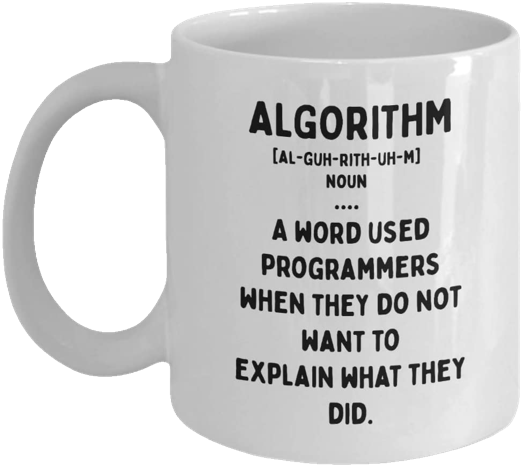 ALGORITHM
[AL-GUH-RITH-UH-M]
NOUN
....
A WORD USED
PROGRAMMERS
WHEN THEY DO NOT
WANT TO
EXPLAIN WHAT THEY
DID.